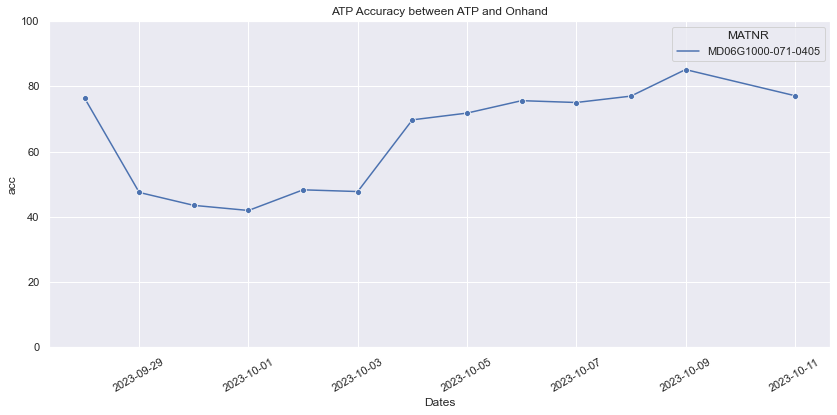 ATP Accuracy between ATP and Onhand
MATNR
MD06G1000-071-0405
acc
100
80
60
40
20
0
2023-09-29
2023-10-01
2023-10-03
2023-10-05
2023-10-07
2023-10-09
2023-10-11
Dates